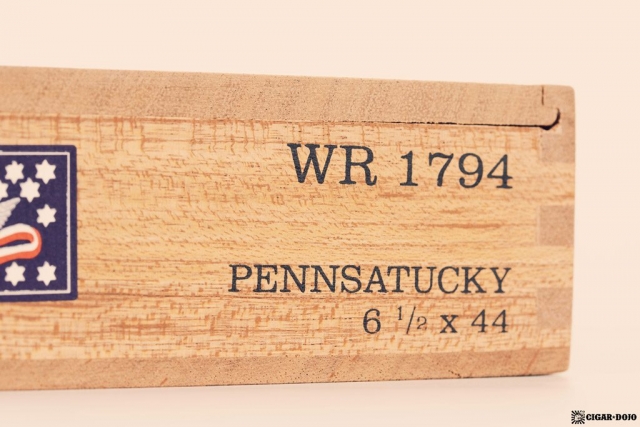 WR 1794
PENNSATUCKY
6 1/2 x 44
CIGAR DOJO